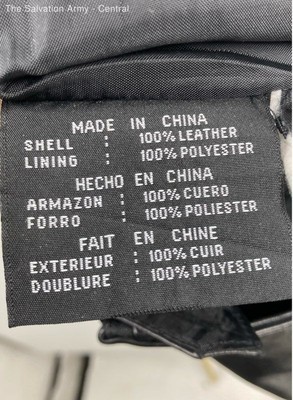 The Salvation Army - Central
MADE IN CHINA
SHELL : 100% LEATHER
LINING : 100% POLYESTER
HECHO EN CHINA
ARMAZON : 100% CUERO
FORRO : 100% POLIESTER
FAIT EN CHINE
EXTERIEUR : 100% CUIR
DOUBLURE : 100% POLYESTER